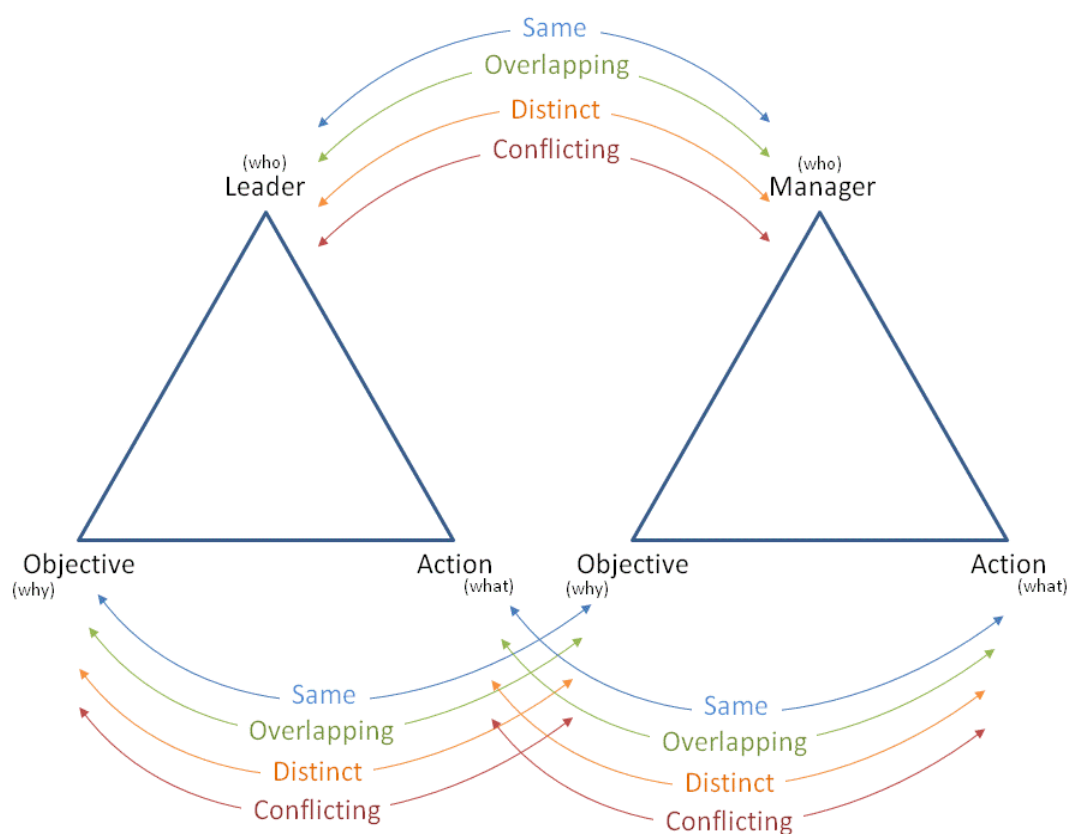 Same
Overlapping
Distinct
Conflicting
(who)
Leader
(who)
Manager
Objective
(why)
Action
(what)
Objective
(why)
Action
(what)
Same
Overlapping
Distinct
Conflicting
Same
Overlapping
Distinct
Conflicting